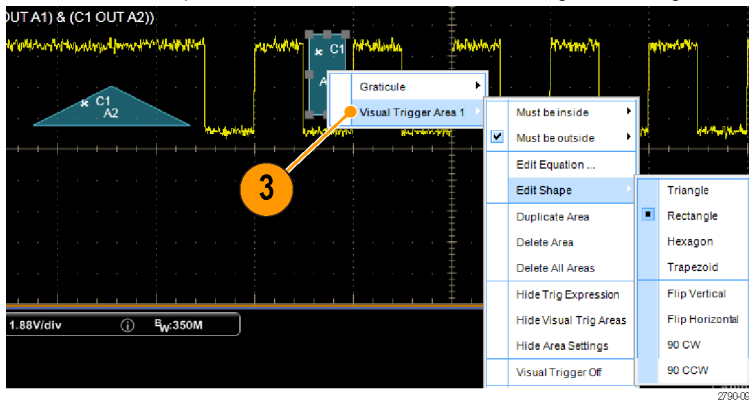 OUT A1) & (C1 OUT A2))
C1
A
C1
A2
Graticule
Visual Trigger Area 1
3
Must be inside
Must be outside
Edit Equation ...
Edit Shape
Duplicate Area
Delete Area
Delete All Areas
Hide Trig Expression
Hide Visual Trig Areas
Hide Area Settings
Visual Trigger Off
Triangle
Rectangle
Hexagon
Trapezoid
Flip Vertical
Flip Horizontal
90 CW
90 CCW
1.88V/div BW:350M